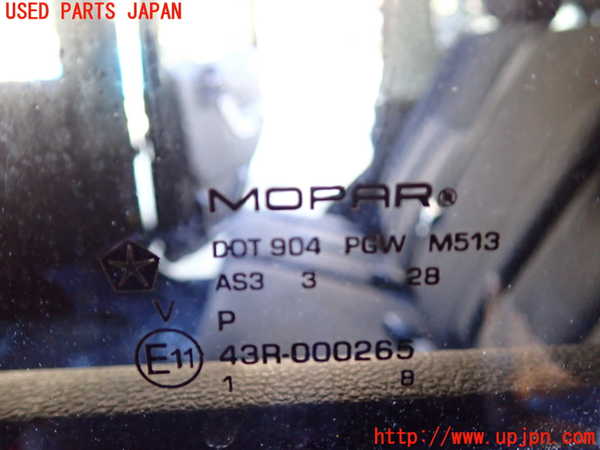 USED PARTS JAPAN
MOPAR®
DOT 904 PGW M513
AS3 3 28
V P
E11 43R-000265
1 8
http://www.upjpn.com/